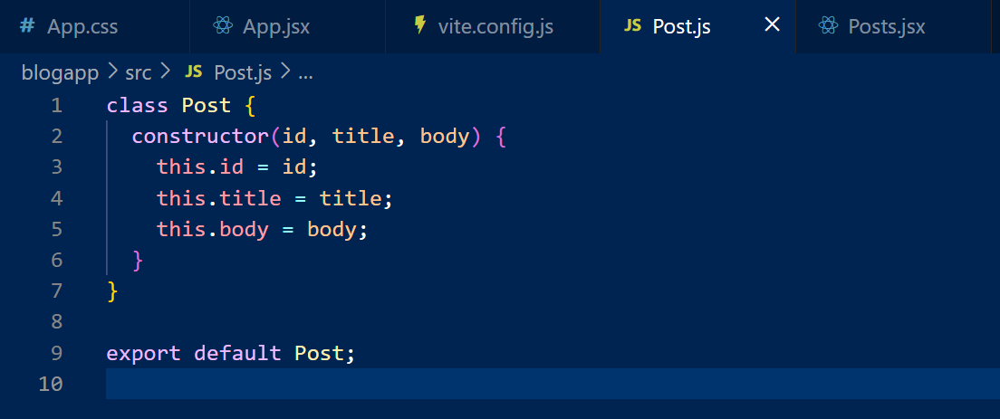 # App.css App.jsx vite.config.js JS Post.js × Posts.jsx
blogapp > src > JS Post.js > ...
1 class Post {
2   constructor(id, title, body) {
3     this.id = id;
4     this.title = title;
5     this.body = body;
6   }
7 }
8
9 export default Post;
10